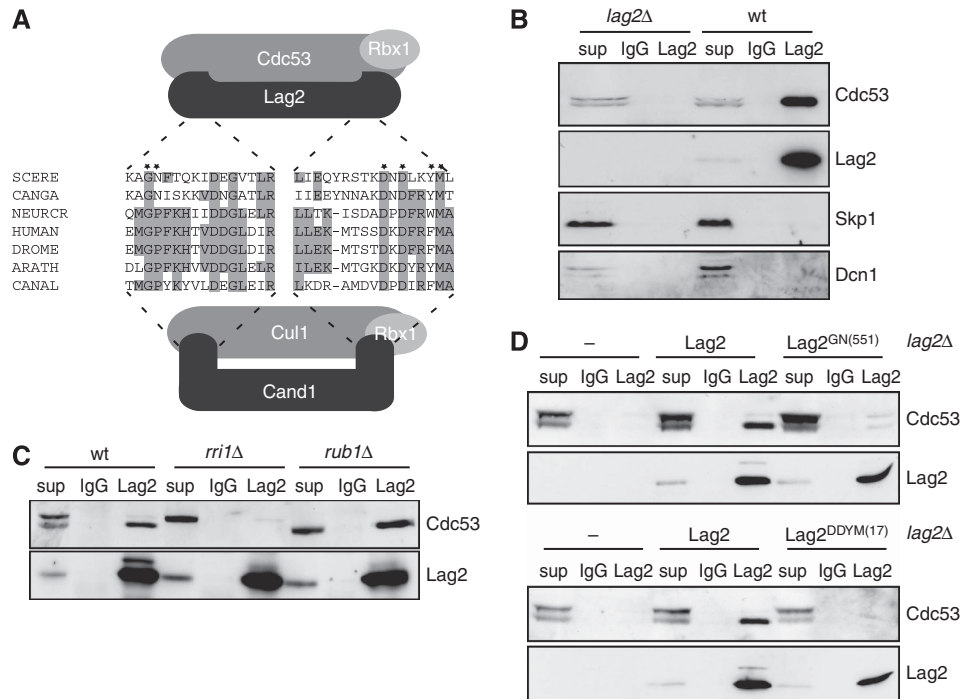 A
Cdc53
Rbx1
Lag2
SCERE KAGNFTQKIDEGVTLR LIEQYRSTKDNDLKYML
CANGA KAGNISKKVDNGATLR IIEEYNNAKDNDFRYMT
NEURCR QMGPFKHIIDDGLELR LLTK-ISDADPDFRWMA
HUMAN EMGPFKHTVDDGLDIR LLEK-MTSSDKDFRFMA
DROME EMGPFKHTVDDGLDIR LLEK-MTSTDKDFRFMA
ARATH DLGPFKHVVDDGLELR ILEK-MTGKDKDYRYMA
CANAL TMGPYKYVLDEGLEIR LKDR-AMDVDPDIRFMA
Cul1
Rbx1
Cand1
B
lag2Δ wt
sup IgG Lag2 sup IgG Lag2
Cdc53
Lag2
Skp1
Dcn1
C
wt rri1Δ rub1Δ
sup IgG Lag2 sup IgG Lag2 sup IgG Lag2
Cdc53
Lag2
D
– Lag2 Lag2GN(551) lag2Δ
sup IgG Lag2 sup IgG Lag2 sup IgG Lag2
Cdc53
Lag2
– Lag2 Lag2DDYM(17) lag2Δ
sup IgG Lag2 sup IgG Lag2 sup IgG Lag2
Cdc53
Lag2